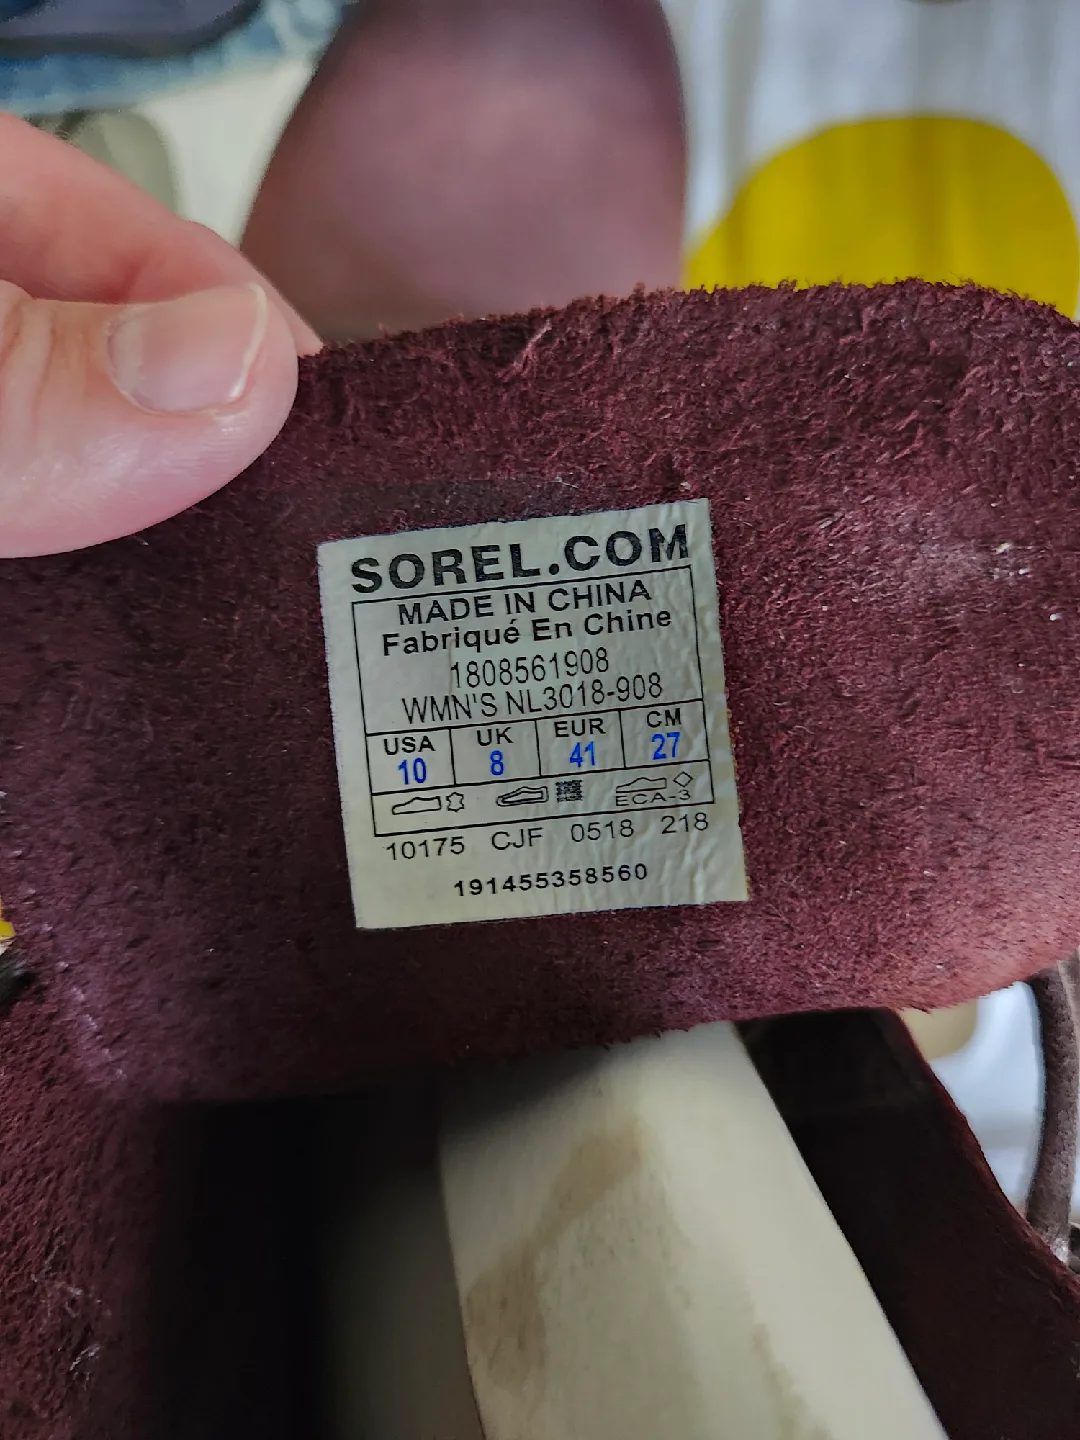 SOREL.COM
MADE IN CHINA
Fabriqué En Chine
1808561908
WMN'S NL3018-908
USA UK EUR CM
10 8 41 27
ECA-3
10175 CJF 0518 218
191455358560